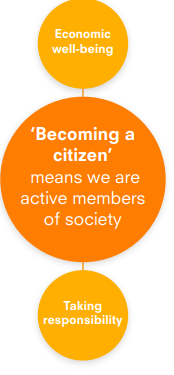 Economic
well-being
‘Becoming a
citizen’
means we are
active members
of society
Taking
responsibility